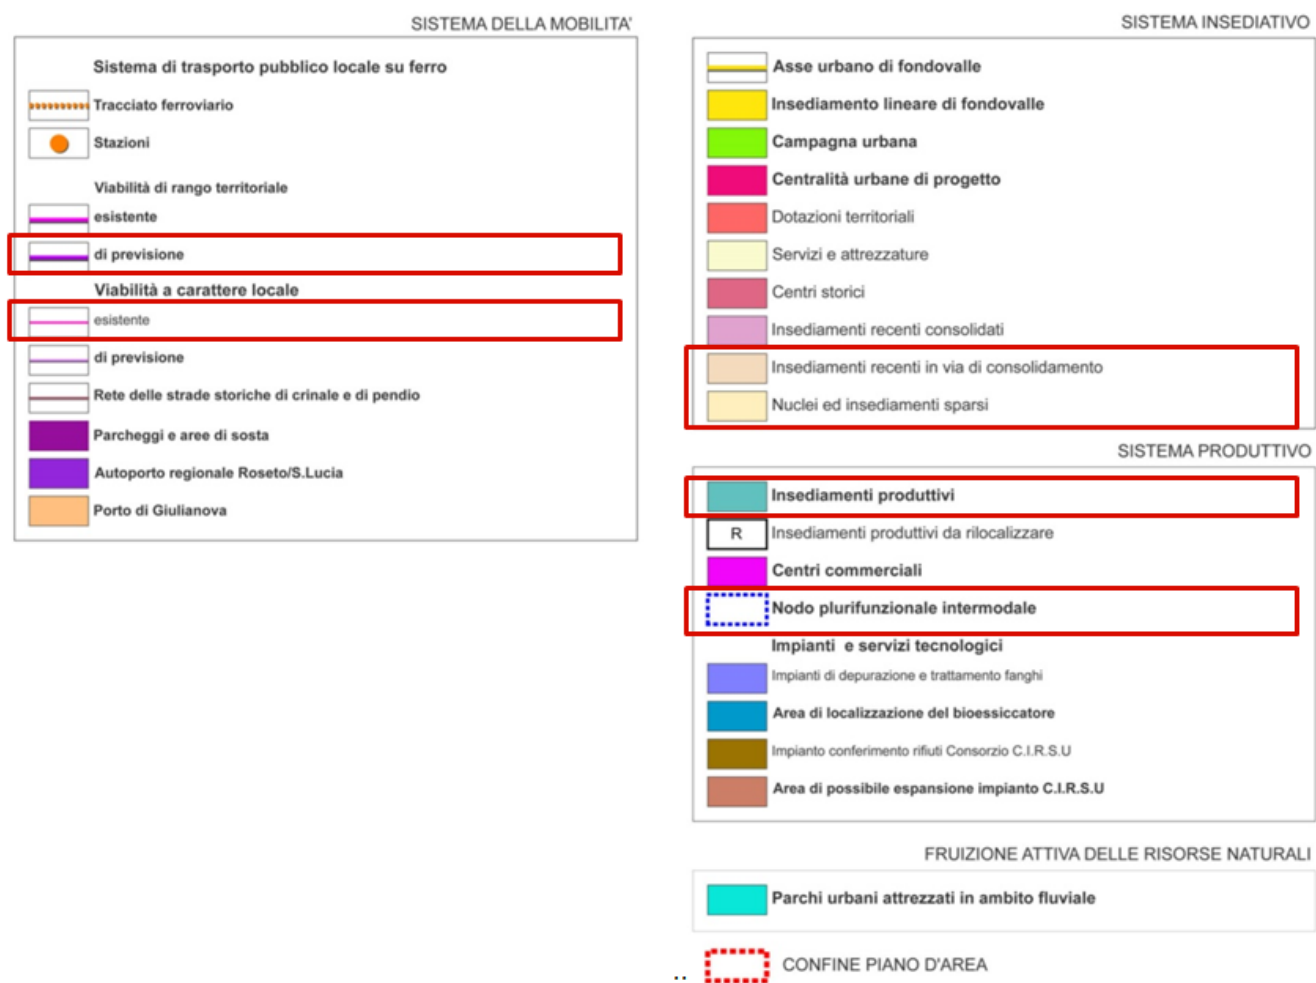 SISTEMA DELLA MOBILITA'
Sistema di trasporto pubblico locale su ferro
Tracciato ferroviario
Stazioni
Viabilità di rango territoriale
esistente
di previsione
Viabilità a carattere locale
esistente
di previsione
Rete delle strade storiche di crinale e di pendio
Parcheggi e aree di sosta
Autoporto regionale Roseto/S.Lucia
Porto di Giulianova
SISTEMA INSEDIATIVO
Asse urbano di fondovalle
Insediamento lineare di fondovalle
Campagna urbana
Centralità urbane di progetto
Dotazioni territoriali
Servizi e attrezzature
Centri storici
Insediamenti recenti consolidati
Insediamenti recenti in via di consolidamento
Nuclei ed insediamenti sparsi
SISTEMA PRODUTTIVO
Insediamenti produttivi
R Insediamenti produttivi da rilocalizzare
Centri commerciali
Nodo plurifunzionale intermodale
Impianti e servizi tecnologici
Impianti di depurazione e trattamento fanghi
Area di localizzazione del bioessiccatore
Impianto conferimento rifiuti Consorzio C.I.R.S.U
Area di possibile espansione impianto C.I.R.S.U
FRUIZIONE ATTIVA DELLE RISORSE NATURALI
Parchi urbani attrezzati in ambito fluviale
.. CONFINE PIANO D'AREA